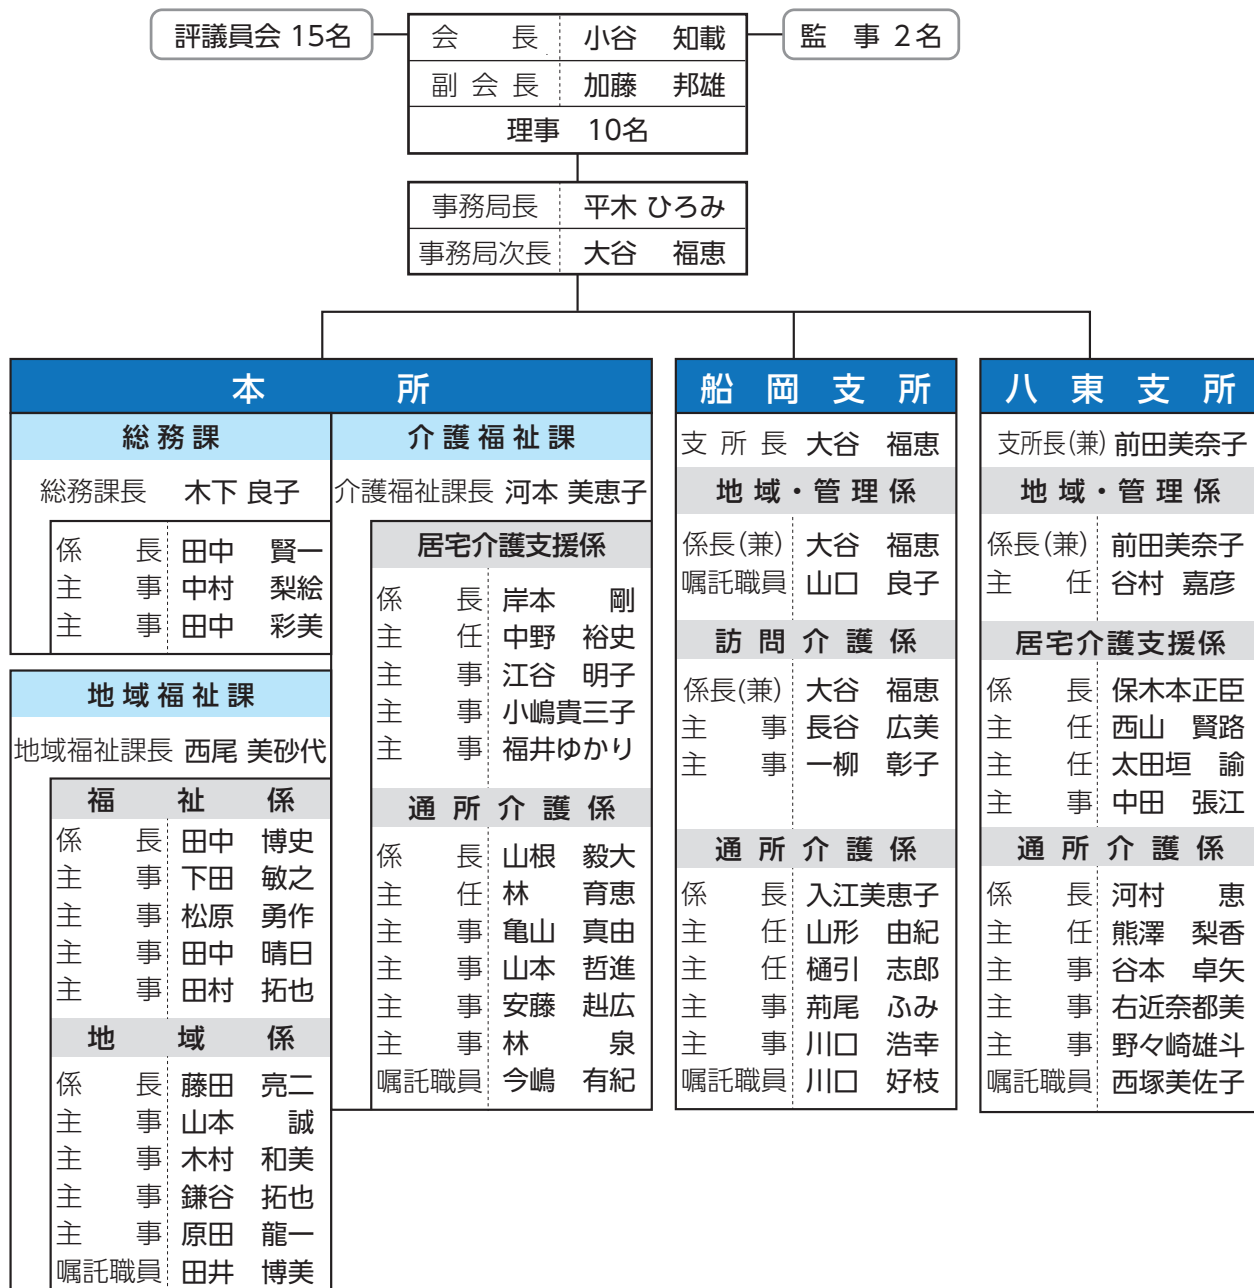 評議員会 15名
会長 小谷 知載
監事 2名
副会長 加藤 邦雄
理事 10名
事務局長 平木 ひろみ
事務局次長 大谷 福恵
本所
総務課
総務課長 木下 良子
係長 田中 賢一
主事 中村 梨絵
主事 田中 彩美
地域福祉課
地域福祉課長 西尾 美砂代
福祉係
係長 田中 博史
主事 下田 敏之
主事 松原 勇作
主事 田中 晴日
主事 田村 拓也
地域係
係長 藤田 亮二
主事 山本 誠
主事 木村 和美
主事 鎌谷 拓也
主事 原田 龍一
嘱託職員 田井 博美
介護福祉課
介護福祉課長 河本 美恵子
居宅介護支援係
係長 岸本 剛
主任 中野 裕史
主事 江谷 明子
主事 小嶋貴三子
主事 福井ゆかり
通所介護係
係長 山根 毅大
主任 林 育恵
主事 亀山 真由
主事 山本 哲進
主事 安藤 赳広
主事 林 泉
嘱託職員 今嶋 有紀
船岡支所
支所長 大谷 福恵
地域・管理係
係長(兼) 大谷 福恵
嘱託職員 山口 良子
訪問介護係
係長(兼) 大谷 福恵
主事 長谷 広美
主事 一柳 彰子
通所介護係
係長 入江美恵子
主任 山形 由紀
主任 樋引 志郎
主事 荊尾 ふみ
主事 川口 浩幸
嘱託職員 川口 好枝
八東支所
支所長(兼) 前田美奈子
地域・管理係
係長(兼) 前田美奈子
主任 谷村 嘉彦
居宅介護支援係
係長 保木本正臣
主任 西山 賢路
主任 太田垣 諭
主事 中田 張江
通所介護係
係長 河村 恵
主任 熊澤 梨香
主事 谷本 卓矢
主事 右近奈都美
主事 野々崎雄斗
嘱託職員 西塚美佐子